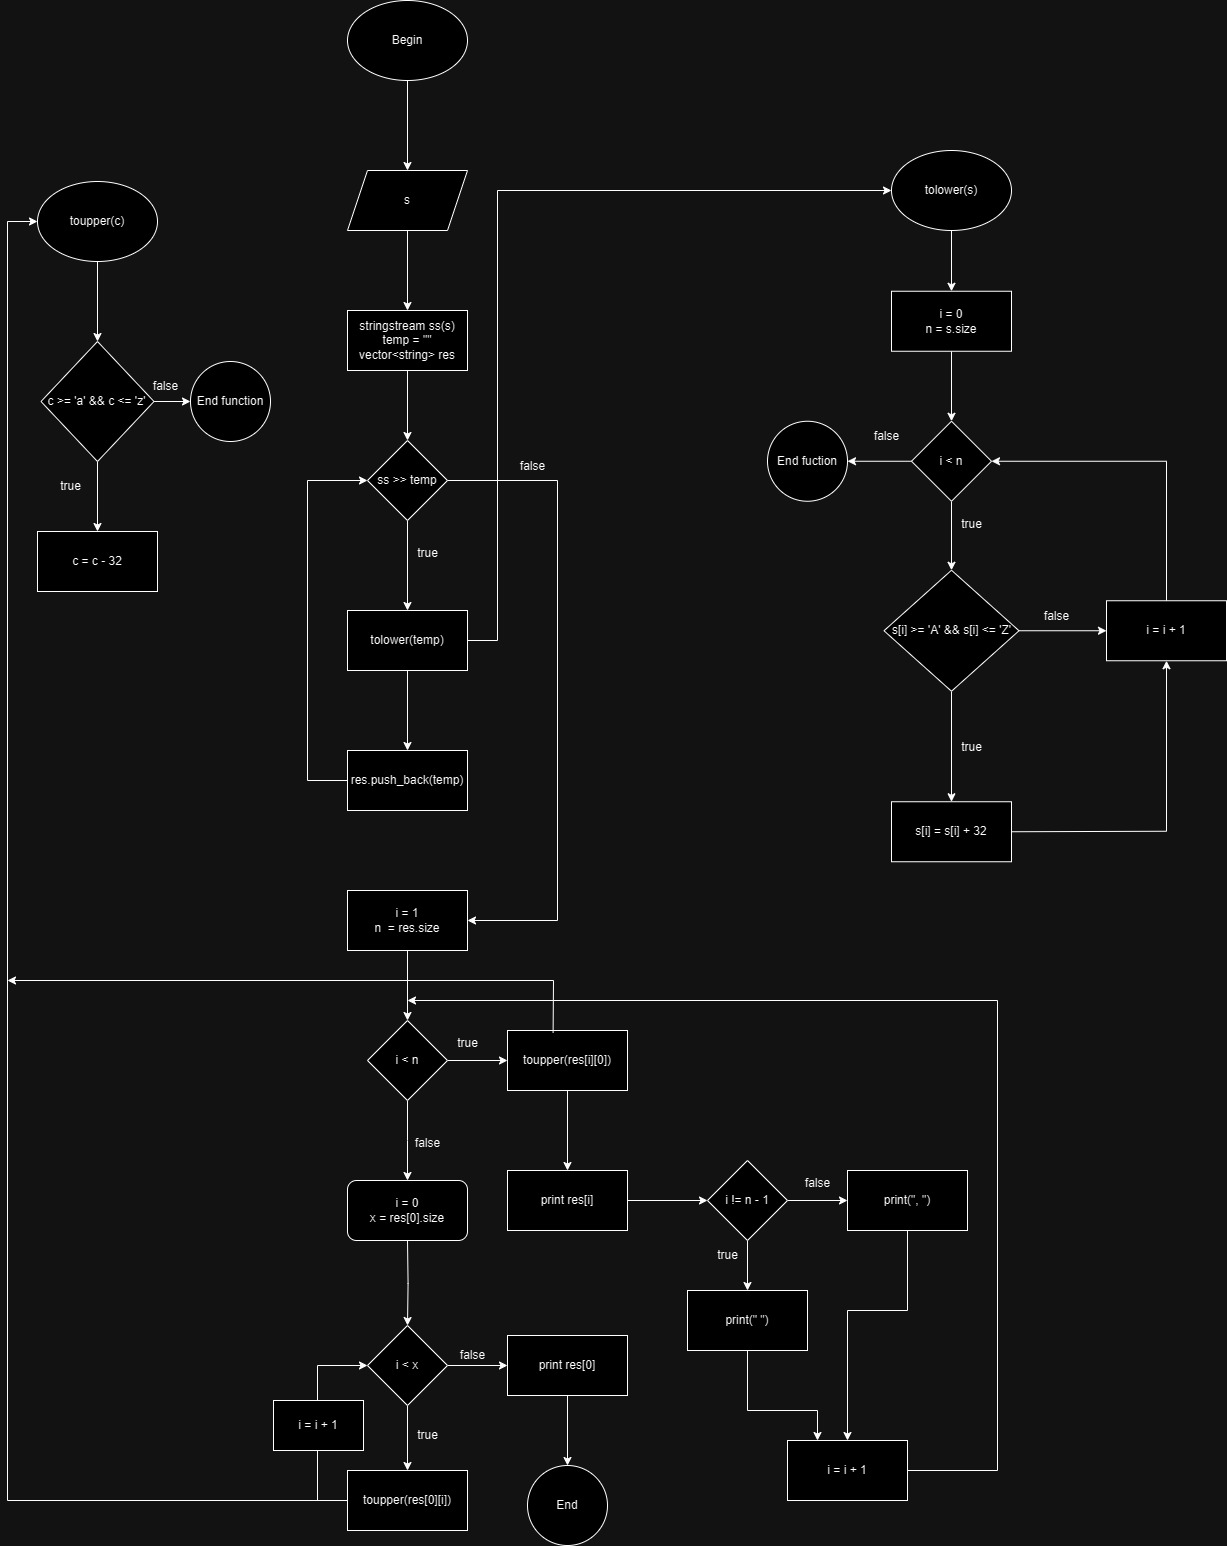 Begin
s
stringstream ss(s)
temp = ""
vector<string> res
ss >> temp
false
true
tolower(temp)
res.push_back(temp)
toupper(c)
c >= 'a' && c <= 'z'
false
End function
true
c = c - 32
tolower(s)
i = 0
n = s.size
i < n
false
End fuction
true
s[i] >= 'A' && s[i] <= 'Z'
false
i = i + 1
true
s[i] = s[i] + 32
i = 1
n  = res.size
i < n
true
toupper(res[i][0])
false
print res[i]
i != n - 1
false
print(", ")
true
print(" ")
i = i + 1
i = 0
x = res[0].size
i < x
false
print res[0]
i = i + 1
true
toupper(res[0][i])
End